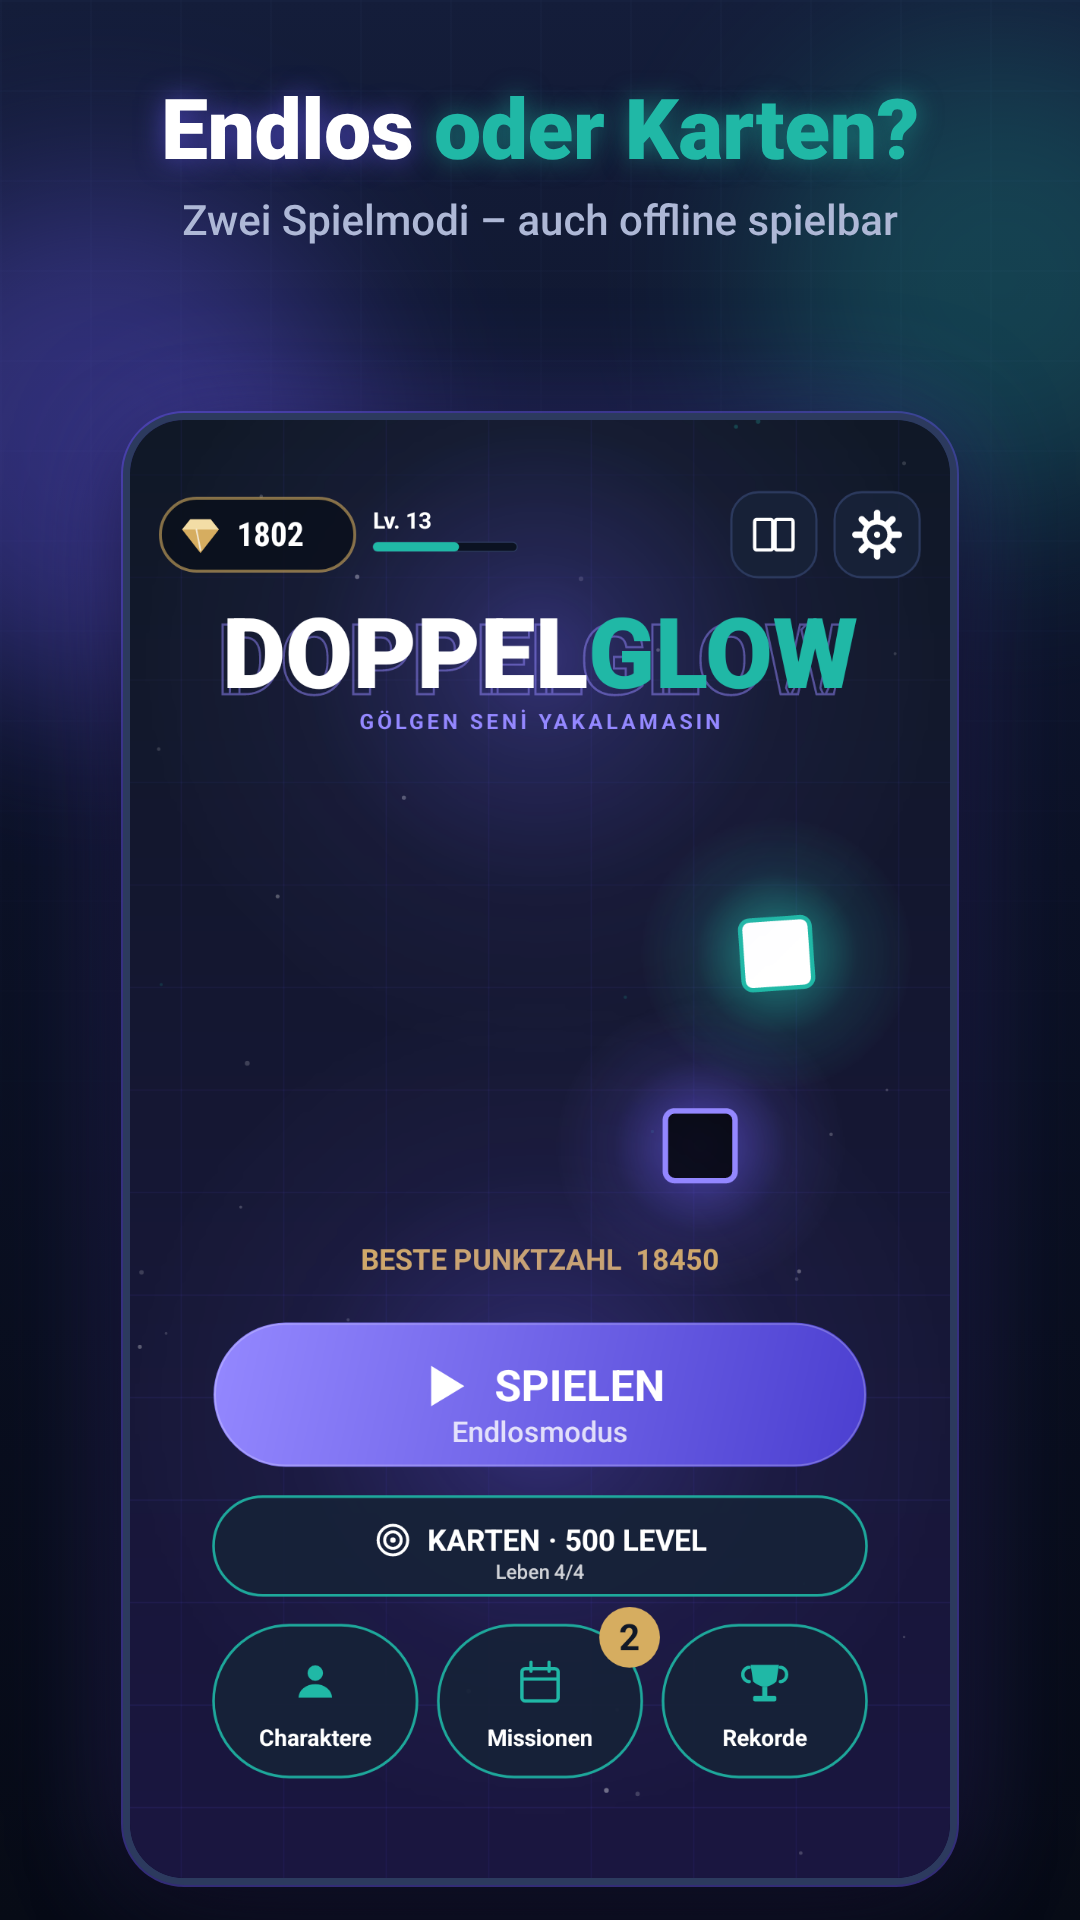 Endlos oder Karten?
Zwei Spielmodi – auch offline spielbar
1802
Lv. 13
DOPPELGLOW
GÖLGEN SENİ YAKALAMASIN
BESTE PUNKTZAHL 18450
SPIELEN
Endlosmodus
KARTEN · 500 LEVEL
Leben 4/4
2
Charaktere
Missionen
Rekorde